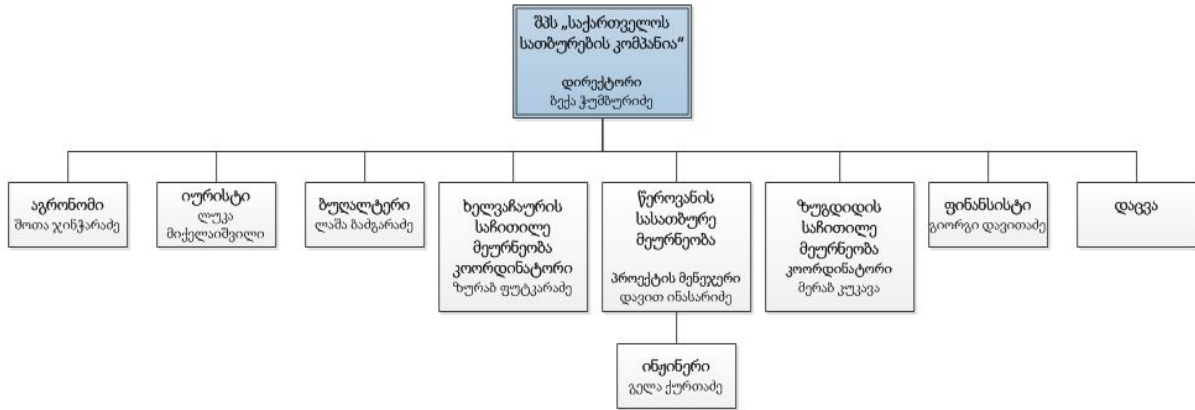 შპს „საქართველოს
სათბურების კომპანია“
დირექტორი
ბექა ჭუმბურიძე
აგრონომი
შოთა ჯინჭარაძე
იურისტი
ლუკა
მიქელაიშვილი
ბუღალტერი
ლაშა ბაძგარაძე
ხელვაჩაურის
საჩითილე
მეურნეობა
კოორდინატორი
ზურაბ ფუტკარაძე
წეროვანის
სასათბურე
მეურნეობა
პროექტის მენეჯერი
დავით ინასარიძე
ზუგდიდის
საჩითილე
მეურნეობა
კოორდინატორი
მერაბ კუკავა
ფინანსისტი
გიორგი დავითაძე
დაცვა
ინჟინერი
გელა ქურთაძე